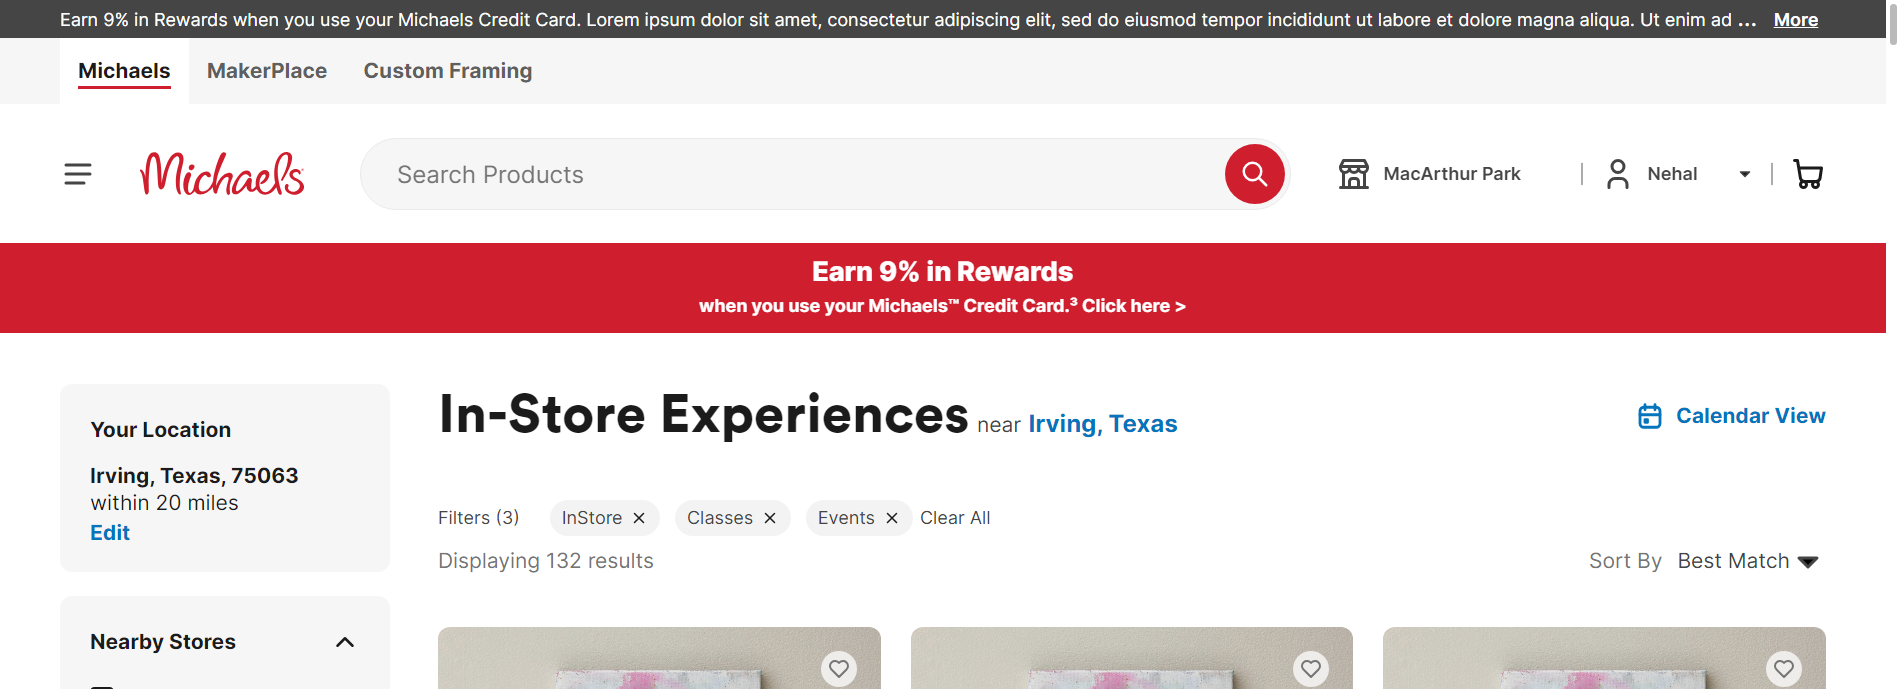 Earn 9% in Rewards when you use your Michaels Credit Card. Lorem ipsum dolor sit amet, consectetur adipiscing elit, sed do eiusmod tempor incididunt ut labore et dolore magna aliqua. Ut enim ad ... More
Michaels MakerPlace Custom Framing
Michaels Search Products MacArthur Park Nehal
Earn 9% in Rewards
when you use your Michaels™ Credit Card.³ Click here >
Your Location
Irving, Texas, 75063
within 20 miles
Edit
Nearby Stores
In-Store Experiences near Irving, Texas
Calendar View
Filters (3) InStore Classes Events Clear All
Displaying 132 results
Sort By Best Match